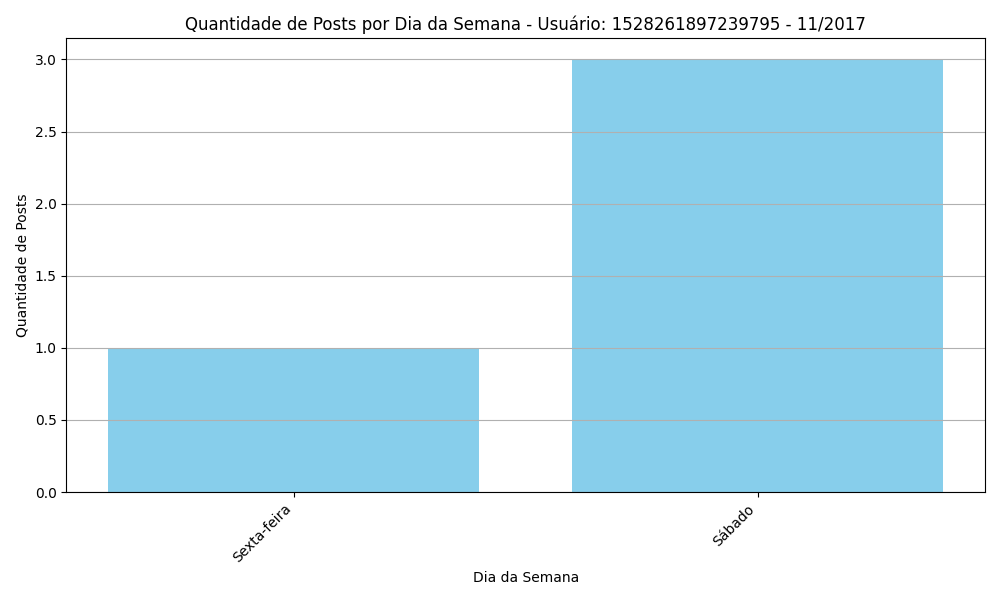 Quantidade de Posts por Dia da Semana - Usuário: 1528261897239795 - 11/2017
Quantidade de Posts
3.0
2.5
2.0
1.5
1.0
0.5
0.0
Sexta-feira
Sábado
Dia da Semana